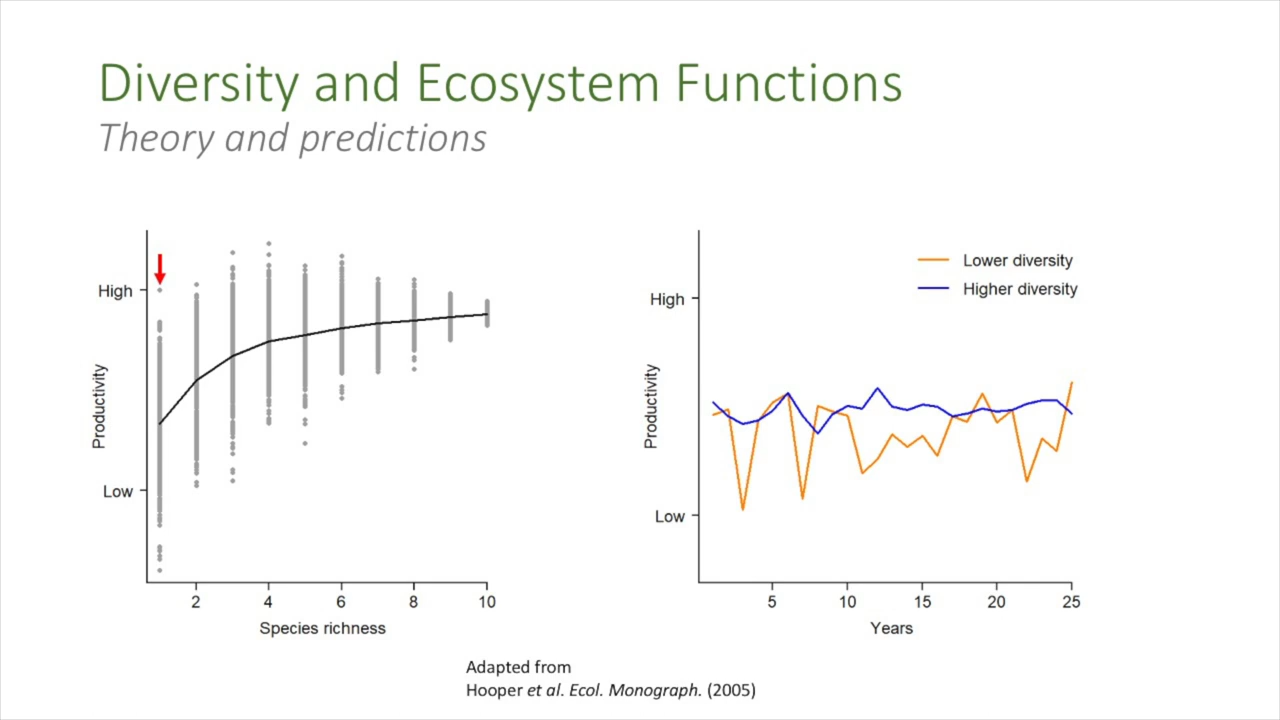 Diversity and Ecosystem Functions
Theory and predictions
High
Low
Productivity
2 4 6 8 10
Species richness
Lower diversity
Higher diversity
High
Low
Productivity
5 10 15 20 25
Years
Adapted from
Hooper et al. Ecol. Monograph. (2005)